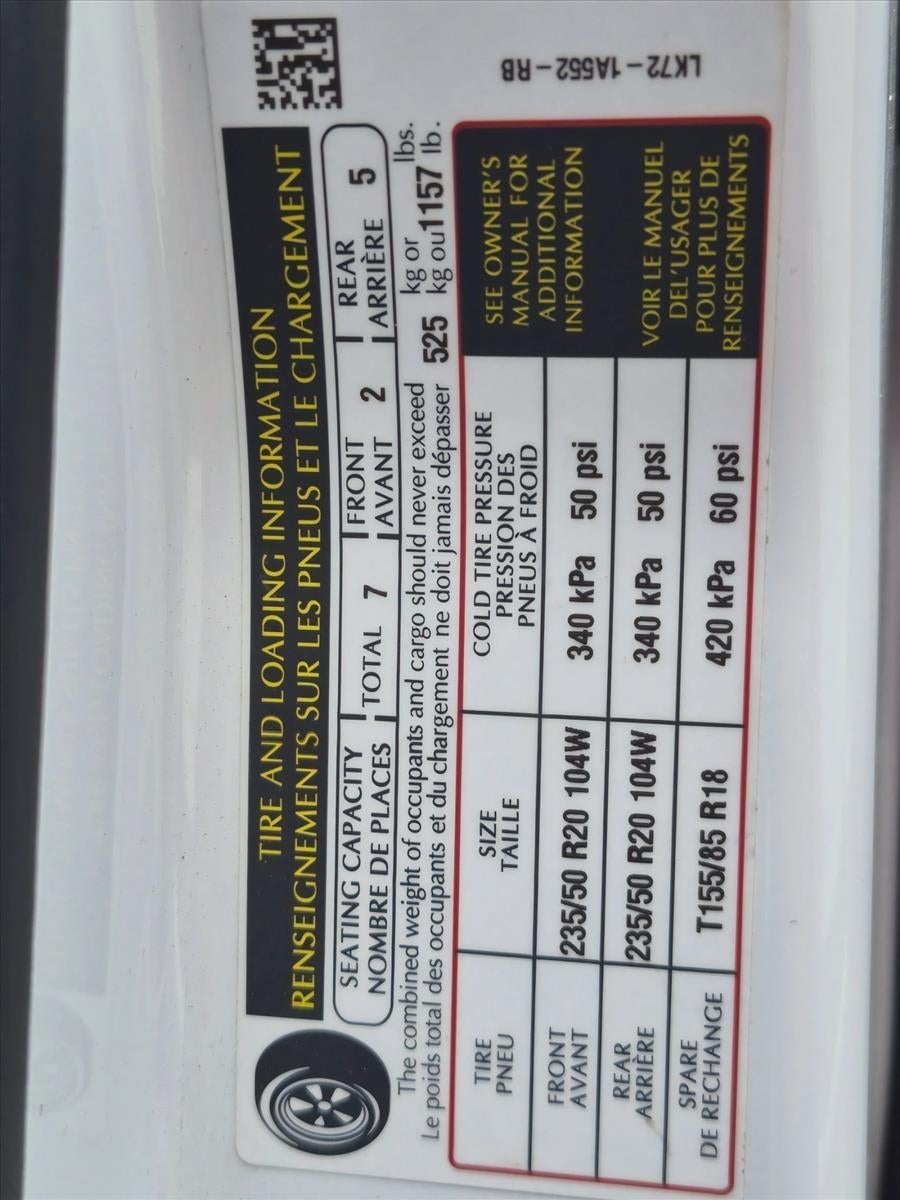 TIRE AND LOADING INFORMATION
RENSEIGNEMENTS SUR LES PNEUS ET LE CHARGEMENT
SEATING CAPACITY
NOMBRE DE PLACES
TOTAL 7
FRONT
AVANT 2
REAR
ARRIÈRE 5
The combined weight of occupants and cargo should never exceed 525 kg or 1157 lbs.
Le poids total des occupants et du chargement ne doit jamais dépasser 525 kg ou 1157 lb.
TIRE
PNEU
SIZE
TAILLE
COLD TIRE PRESSURE
PRESSION DES
PNEUS À FROID
FRONT
AVANT
235/50 R20 104W
340 kPa 50 psi
REAR
ARRIÈRE
235/50 R20 104W
340 kPa 50 psi
SPARE
DE RECHANGE
T155/85 R18
420 kPa 60 psi
SEE OWNER'S
MANUAL FOR
ADDITIONAL
INFORMATION
VOIR LE MANUEL
DEL'USAGER
POUR PLUS DE
RENSEIGNEMENTS
LK72-1A552-RB